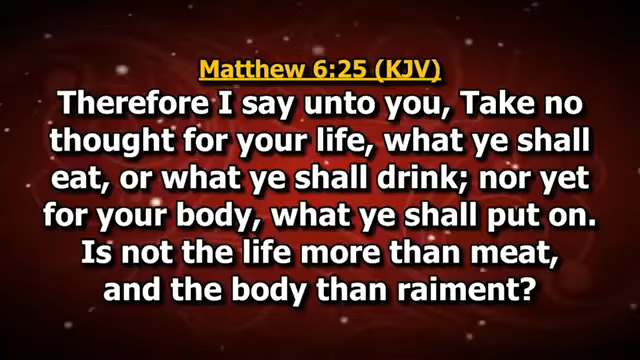 Matthew 6:25 (KJV)
Therefore I say unto you, Take no
thought for your life, what ye shall
eat, or what ye shall drink; nor yet
for your body, what ye shall put on.
Is not the life more than meat,
and the body than raiment?